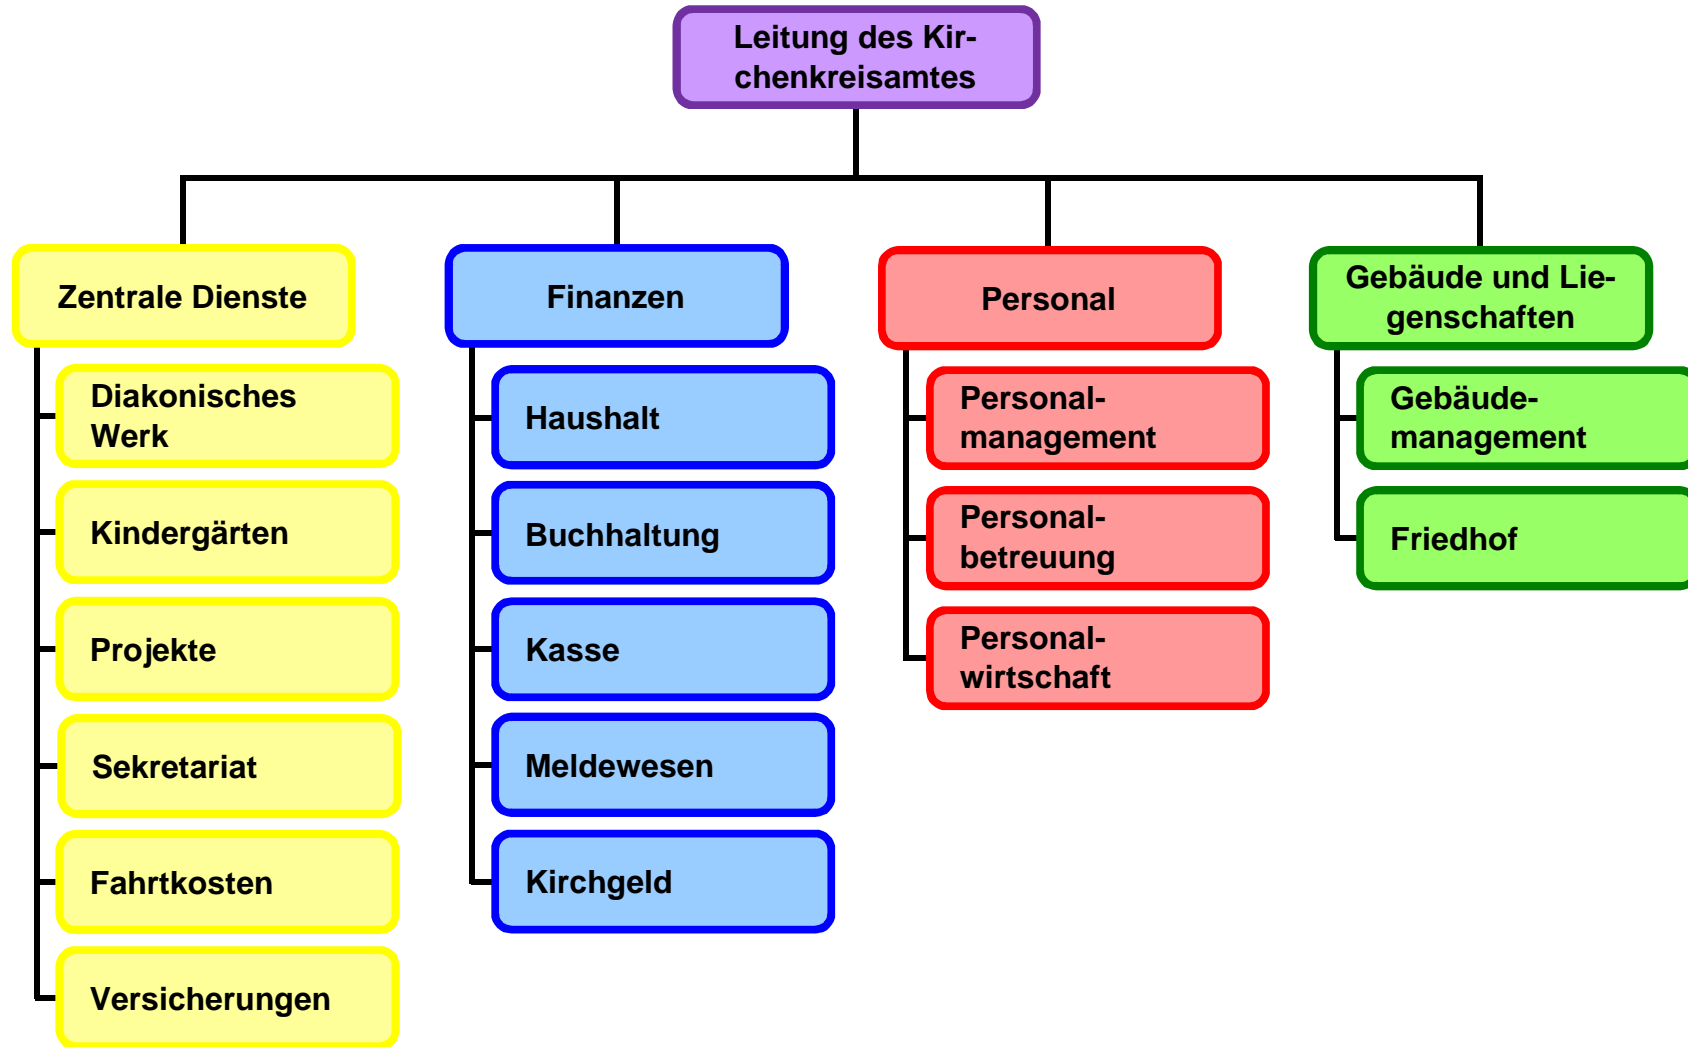 Leitung des Kir-
chenkreisamtes
Zentrale Dienste
Diakonisches
Werk
Kindergärten
Projekte
Sekretariat
Fahrtkosten
Versicherungen
Finanzen
Haushalt
Buchhaltung
Kasse
Meldewesen
Kirchgeld
Personal
Personal-
management
Personal-
betreuung
Personal-
wirtschaft
Gebäude und Lie-
genschaften
Gebäude-
management
Friedhof